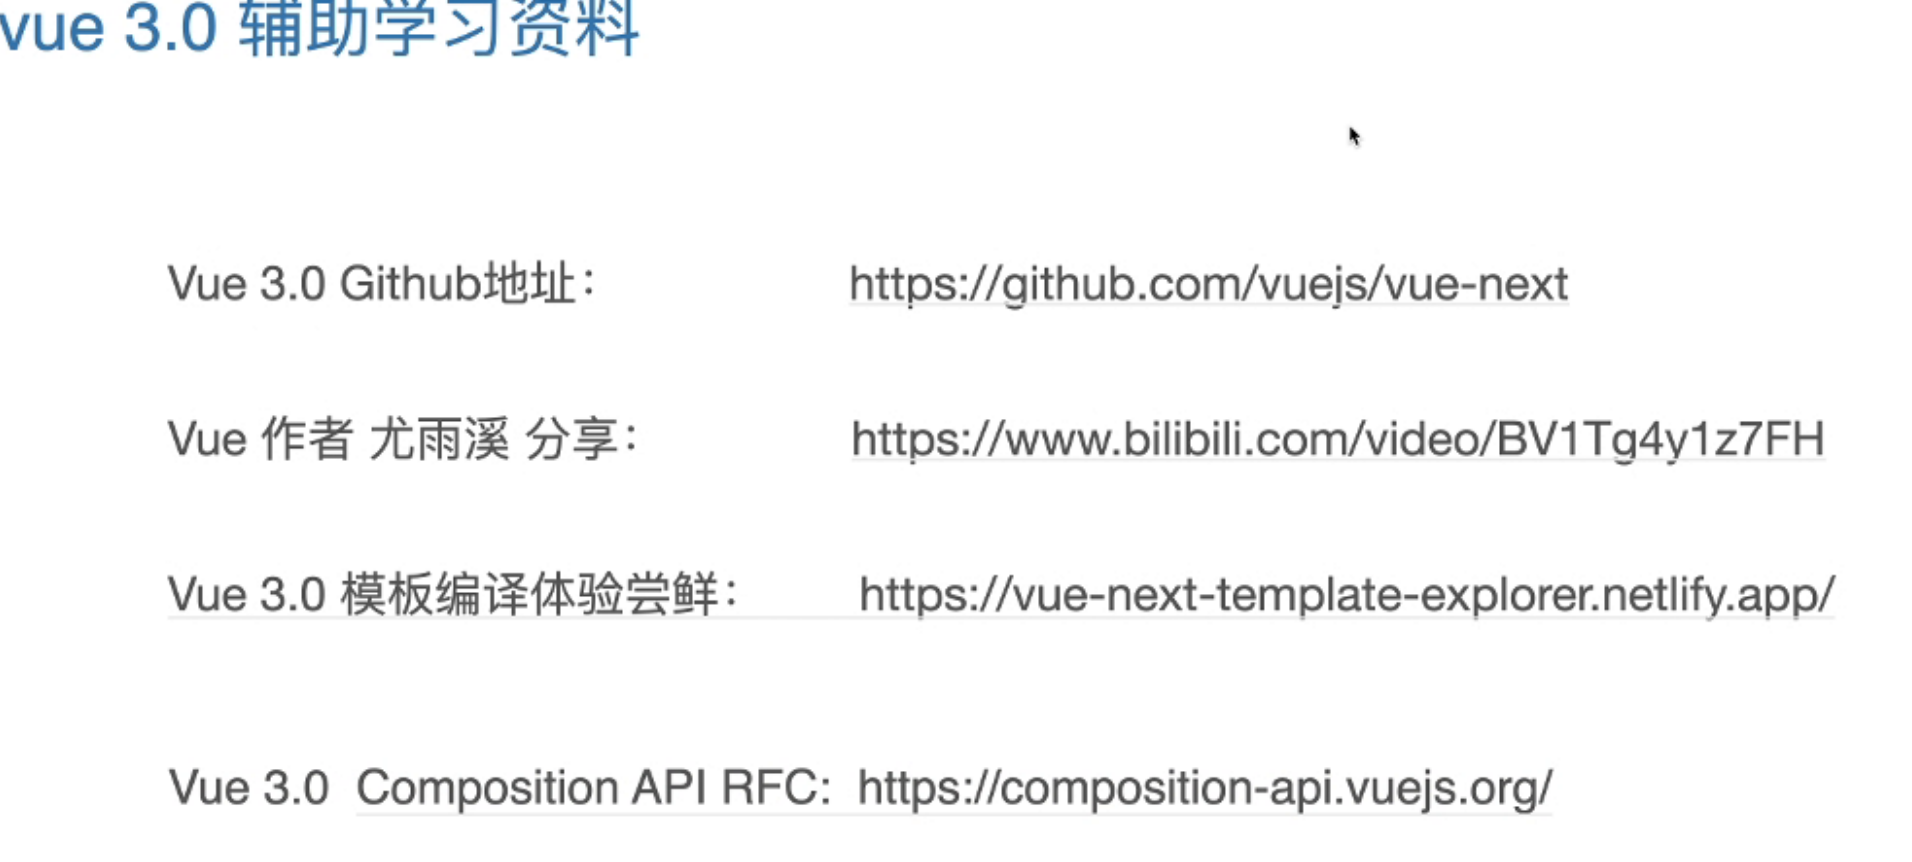 vue 3.0 辅助学习资料
Vue 3.0 Github地址： https://github.com/vuejs/vue-next
Vue 作者 尤雨溪 分享： https://www.bilibili.com/video/BV1Tg4y1z7FH
Vue 3.0 模板编译体验尝鲜： https://vue-next-template-explorer.netlify.app/
Vue 3.0 Composition API RFC: https://composition-api.vuejs.org/